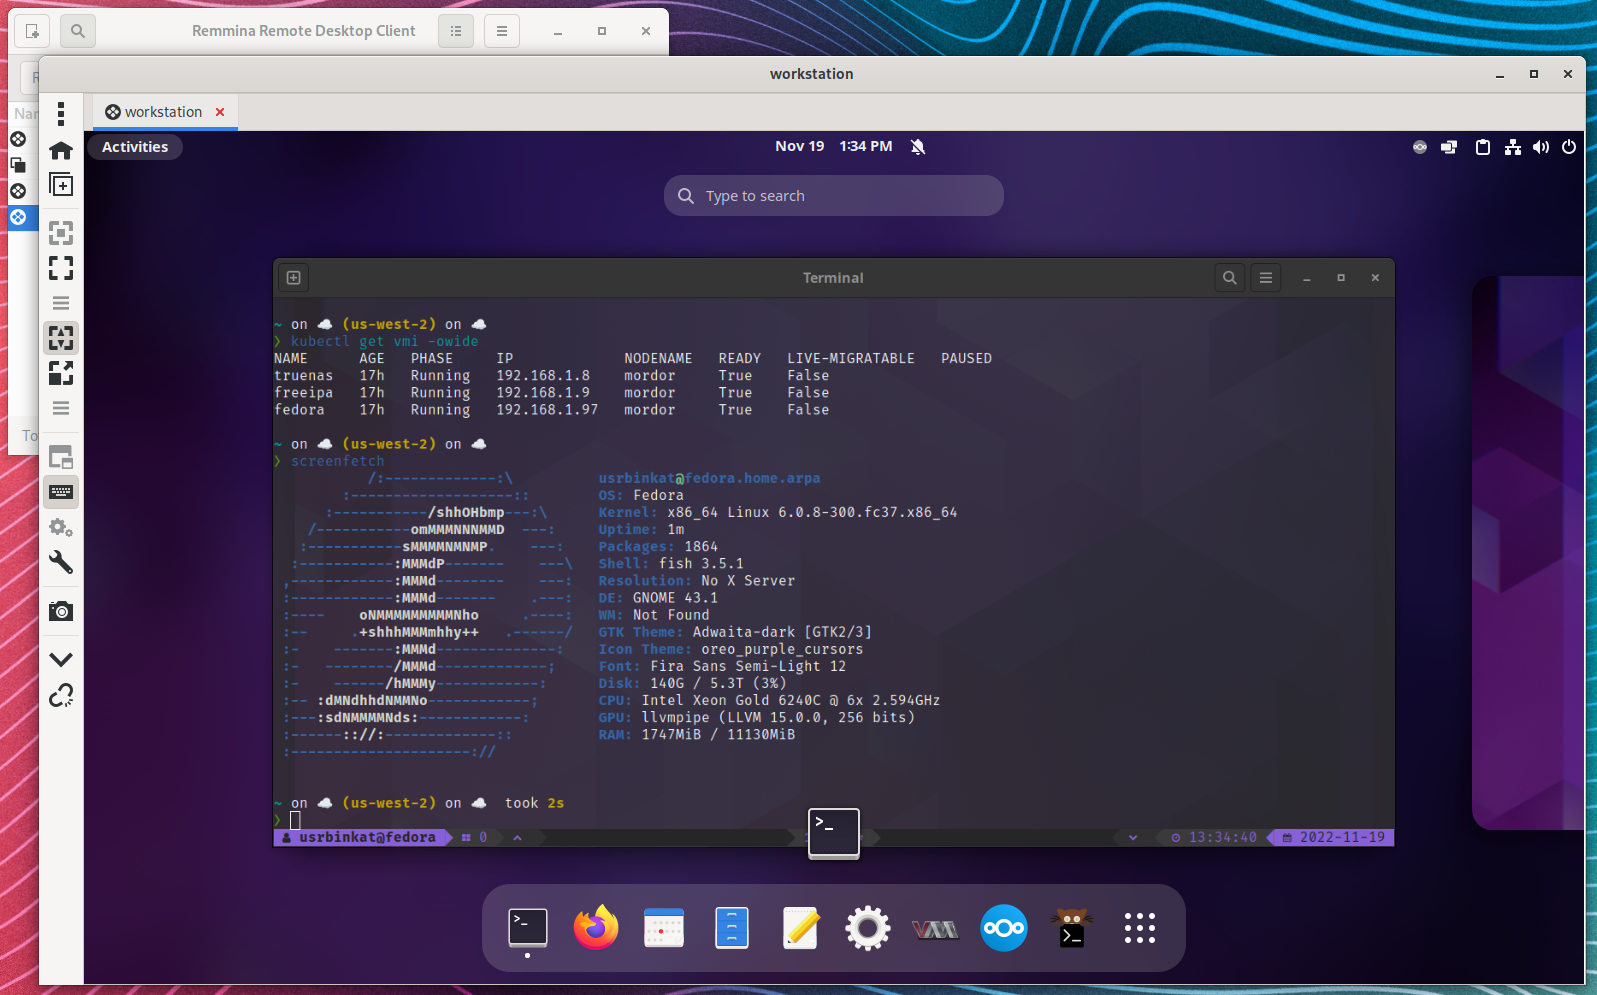 Remmina Remote Desktop Client
workstation
workstation
Activities
Nov 19 1:34 PM
Type to search
Terminal
~ on ☁ (us-west-2) on ☁
❯ kubectl get vmi -owide
NAME AGE PHASE IP NODENAME READY LIVE-MIGRATABLE PAUSED
truenas 17h Running 192.168.1.8 mordor True False
freeipa 17h Running 192.168.1.9 mordor True False
fedora 17h Running 192.168.1.97 mordor True False
~ on ☁ (us-west-2) on ☁
❯ screenfetch
/:-------------:\ usrbinkat@fedora.home.arpa
:-------------------:: OS: Fedora
:-----------/shhOHbmp---:\ Kernel: x86_64 Linux 6.0.8-300.fc37.x86_64
/-----------omMMMNNNMMD ---: Uptime: 1m
:-----------sMMMMNMNMP. ---: Packages: 1864
:-----------:MMMdP------- ---\ Shell: fish 3.5.1
,------------:MMMd-------- ---: Resolution: No X Server
:------------:MMMd------- .---: DE: GNOME 43.1
:---- oNMMMMMMMMMNho .----: WM: Not Found
:-- .+shhhMMMmhhy++ .------/ GTK Theme: Adwaita-dark [GTK2/3]
:- -------:MMMd--------------: Icon Theme: oreo_purple_cursors
:- --------/MMMd-------------; Font: Fira Sans Semi-Light 12
:- ------/hMMMy------------: Disk: 140G / 5.3T (3%)
:-- :dMNdhhdNMMNo------------; CPU: Intel Xeon Gold 6240C @ 6x 2.594GHz
:---:sdNMMMMNds:------------: GPU: llvmpipe (LLVM 15.0.0, 256 bits)
:------:://:-------------:: RAM: 1747MiB / 11130MiB
:---------------------://
~ on ☁ (us-west-2) on ☁ took 2s
❯
usrbinkat@fedora 0 13:34:40 2022-11-19